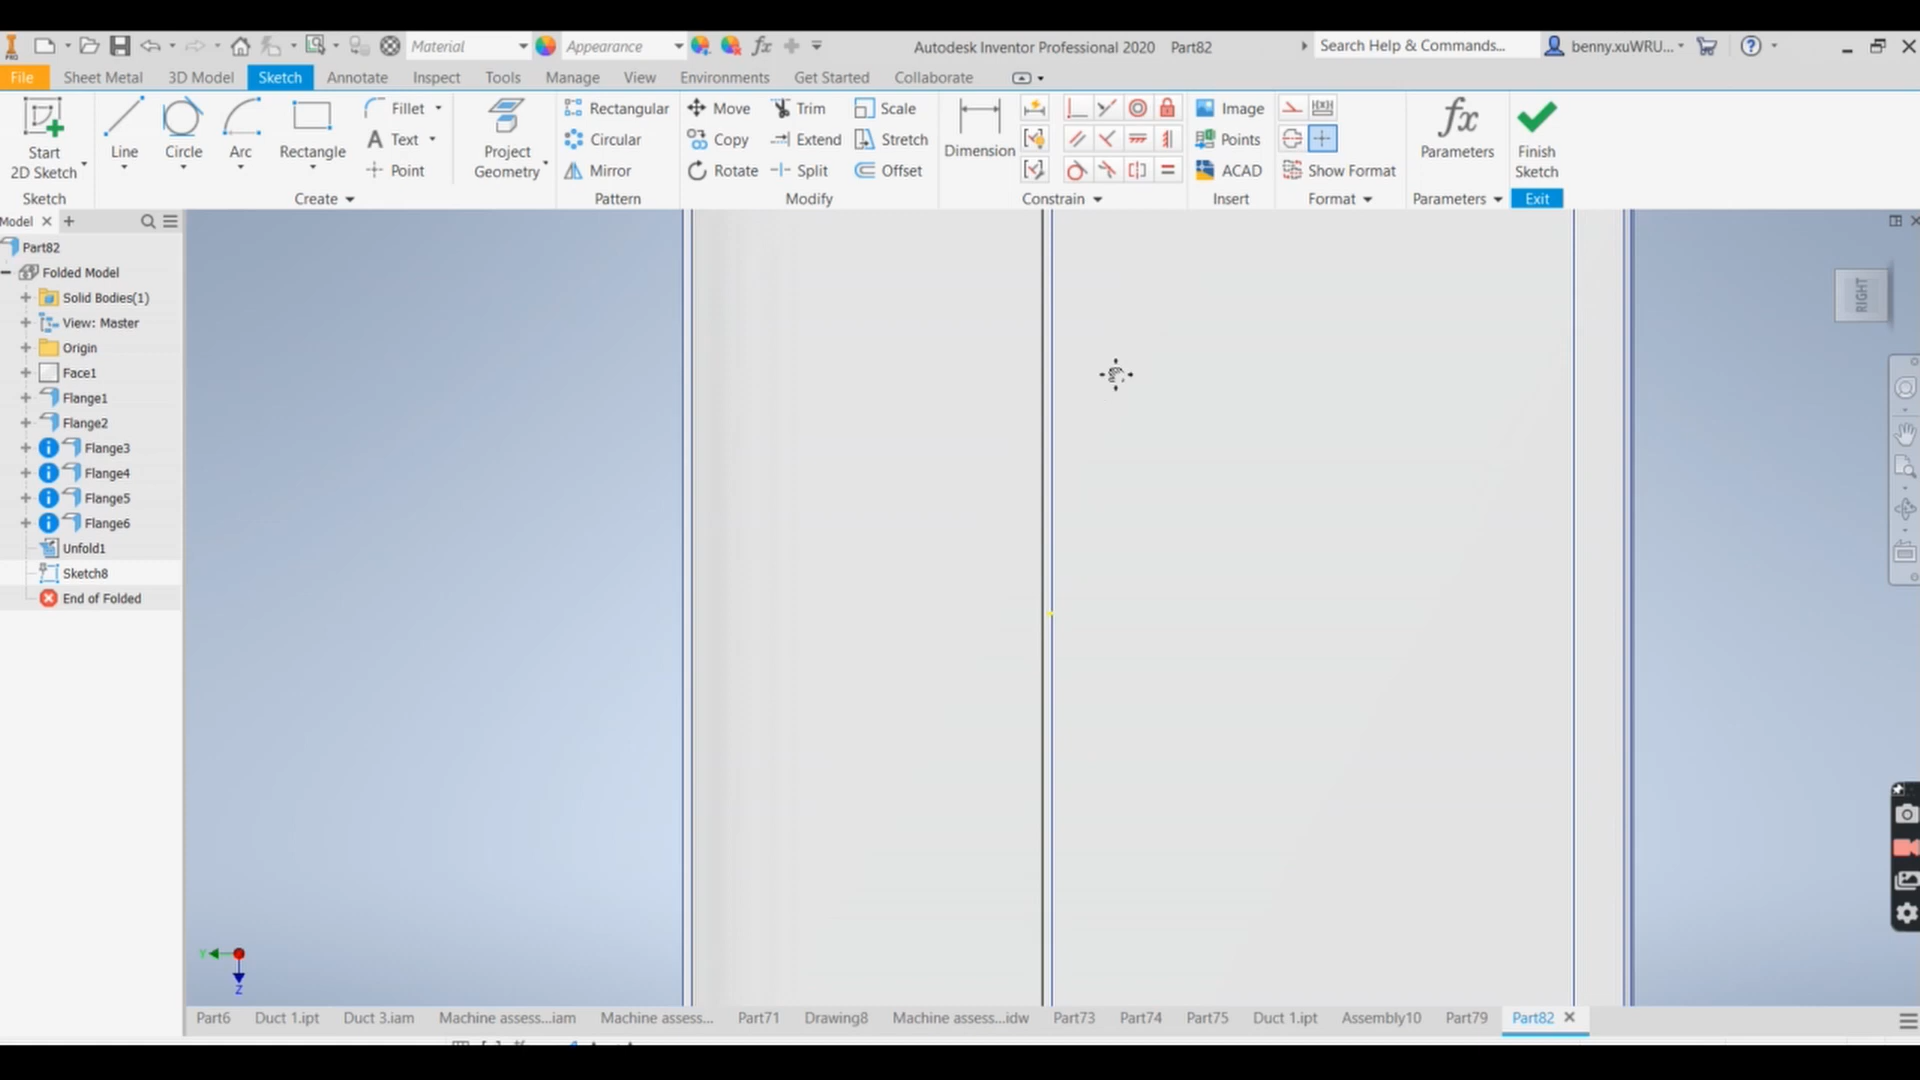 PRO
Material
Appearance
fx
Autodesk Inventor Professional 2020 Part82
Search Help & Commands...
benny.xuWRU...
File Sheet Metal 3D Model Sketch Annotate Inspect Tools Manage View Environments Get Started Collaborate
Start
2D Sketch
Line
Circle
Arc
Rectangle
Fillet
Text
Point
Project
Geometry
Rectangular
Circular
Mirror
Move
Copy
Rotate
Trim
Extend
Split
Scale
Stretch
Offset
Dimension
Image
Points
ACAD
Show Format
fx
Parameters
Finish
Sketch
Sketch Create Pattern Modify Constrain Insert Format Parameters Exit
Model
Part82
Folded Model
Solid Bodies(1)
View: Master
Origin
Face1
Flange1
Flange2
Flange3
Flange4
Flange5
Flange6
Unfold1
Sketch8
End of Folded
RIGHT
Y
Z
Part6 Duct 1.ipt Duct 3.iam Machine assess...iam Machine assess... Part71 Drawing8 Machine assess...idw Part73 Part74 Part75 Duct 1.ipt Assembly10 Part79 Part82